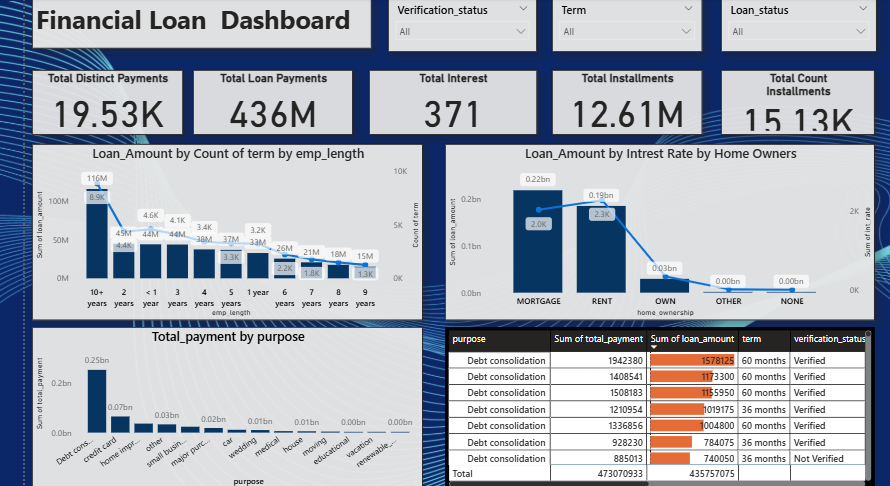 Financial Loan Dashboard
Verification_status
All
Term
All
Loan_status
All
Total Distinct Payments
19.53K
Total Loan Payments
436M
Total Interest
371
Total Installments
12.61M
Total Count
Installments
15.13K
Loan_Amount by Count of term by emp_length
Sum of loan_amount
100M
50M
0M
116M
8.9K
45M
4.4K
4.6K
44M
4.1K
44M
3.4K
38M
37M
3.3K
3.2K
33M
26M
2.2K
21M
1.8K
18M
15M
1.3K
10K
5K
0K
Count of term
10+ years
2 years
< 1 year
3 years
4 years
5 years
1 year
6 years
7 years
8 years
9 years
emp_length
Loan_Amount by Intrest Rate by Home Owners
Sum of loan_amount
0.2bn
0.1bn
0.0bn
0.22bn
2.0K
0.19bn
2.3K
0.03bn
0.00bn
0.00bn
2K
0K
Sum of int_rate
MORTGAGE
RENT
OWN
OTHER
NONE
home_ownership
Total_payment by purpose
Sum of total_payment
0.2bn
0.0bn
0.25bn
0.07bn
0.03bn
0.02bn
0.01bn
0.01bn
0.00bn
0.00bn
Debt cons...
credit card
home impr...
other
small busin...
major purc...
car
wedding
medical
house
moving
educational
vacation
renewable_...
purpose
purpose Sum of total_payment Sum of loan_amount term verification_status
Debt consolidation 1942380 1578125 60 months Verified
Debt consolidation 1408541 1173300 60 months Verified
Debt consolidation 1508183 1155950 60 months Verified
Debt consolidation 1210954 1019175 36 months Verified
Debt consolidation 1336856 1004800 60 months Verified
Debt consolidation 928230 784075 36 months Verified
Debt consolidation 885013 740050 36 months Not Verified
Total 473070933 435757075